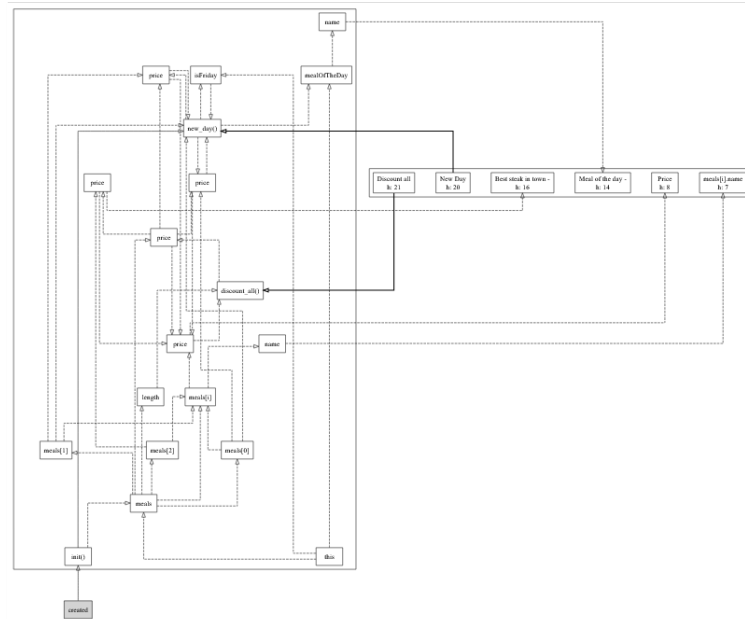 name
price
isFriday
mealOfTheDay
new_day()
price
price
Discount all
h: 21
New Day
h: 20
Best steak in town -
h: 16
Meal of the day -
h: 14
Price
h: 8
meals[i].name
h: 7
price
discount_all()
price
name
length
meals[i]
meals[1]
meals[2]
meals[0]
meals
init()
this
created